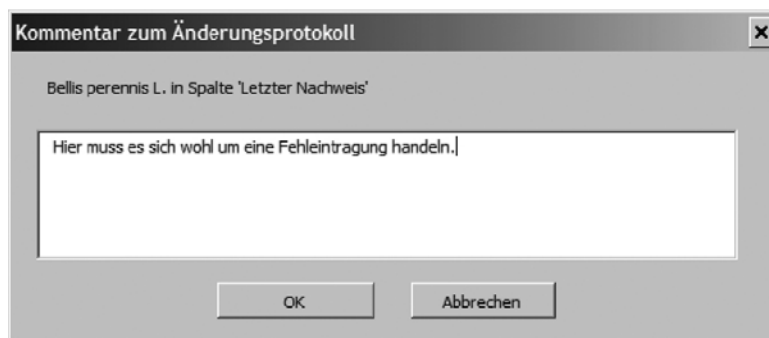 Kommentar zum Änderungsprotokoll
Bellis perennis L. in Spalte 'Letzter Nachweis'
Hier muss es sich wohl um eine Fehleintragung handeln.
OK
Abbrechen